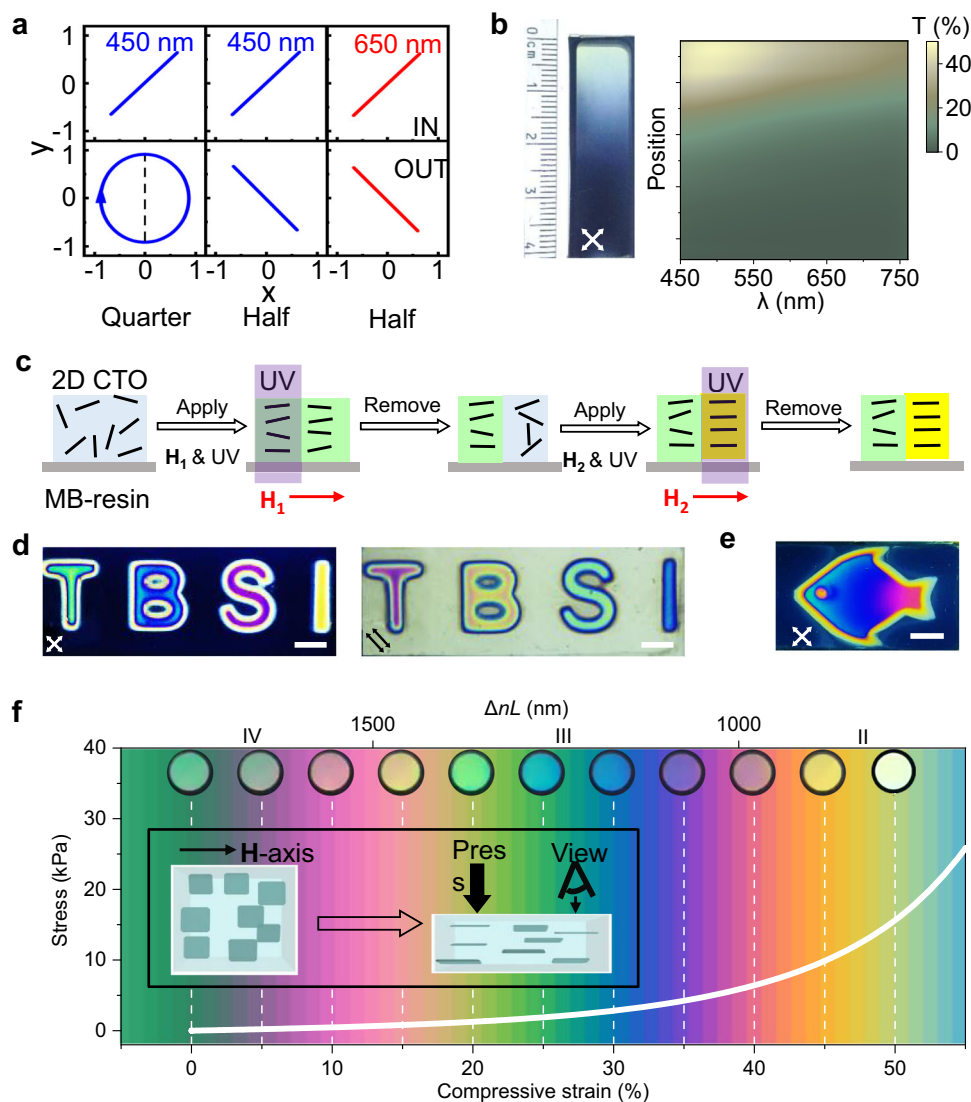 a
450 nm
450 nm
650 nm
1
0
-1
IN
y
1
0
-1
OUT
-1 0 1
-1 0 1
-1 0 1
x
Quarter
Half
Half
b
0 cm
1
2
3
4
T (%)
40
20
0
Position
450 550 650 750
λ (nm)
c
2D CTO
MB-resin
Apply
H₁ & UV
UV
H₁
Remove
Apply
H₂ & UV
UV
H₂
Remove
d
T B S I
T B S I
e
f
ΔnL (nm)
1500
1000
IV
III
II
40
30
20
10
0
Stress (kPa)
H-axis
Pres
s
View
0 10 20 30 40 50
Compressive strain (%)